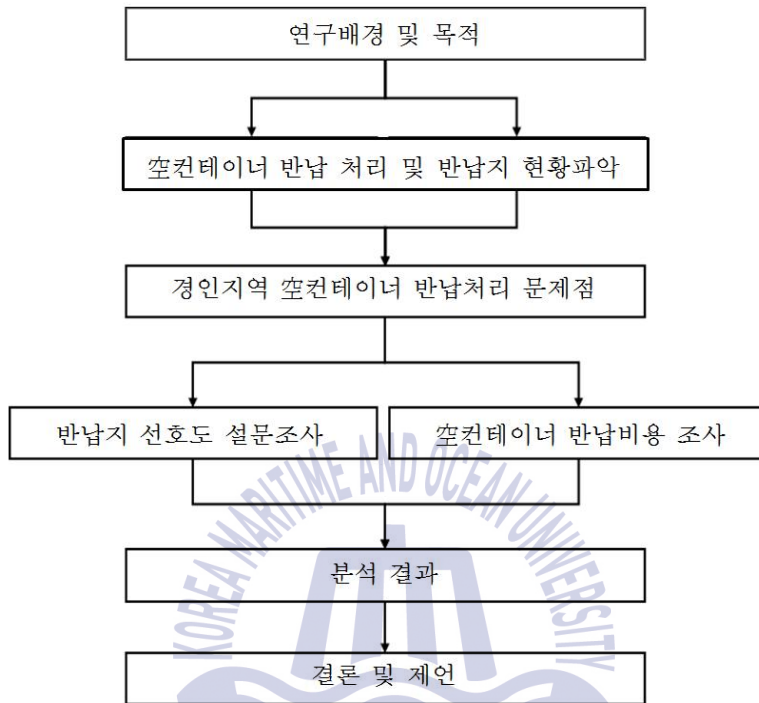 연구배경 및 목적
空컨테이너 반납 처리 및 반납지 현황파악
경인지역 空컨테이너 반납처리 문제점
반납지 선호도 설문조사
空컨테이너 반납비용 조사
분석 결과
결론 및 제언
KOREA MARITIME AND OCEAN UNIVERSITY